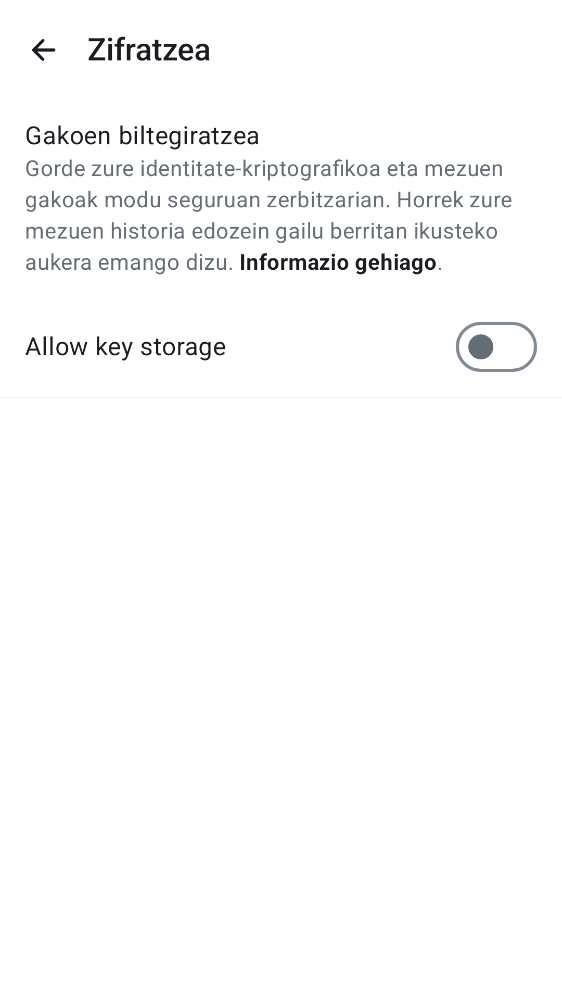 Zifratzea
Gakoen biltegiratzea
Gorde zure identitate-kriptografikoa eta mezuen
gakoak modu seguruan zerbitzarian. Horrek zure
mezuen historia edozein gailu berritan ikusteko
aukera emango dizu. Informazio gehiago.
Allow key storage